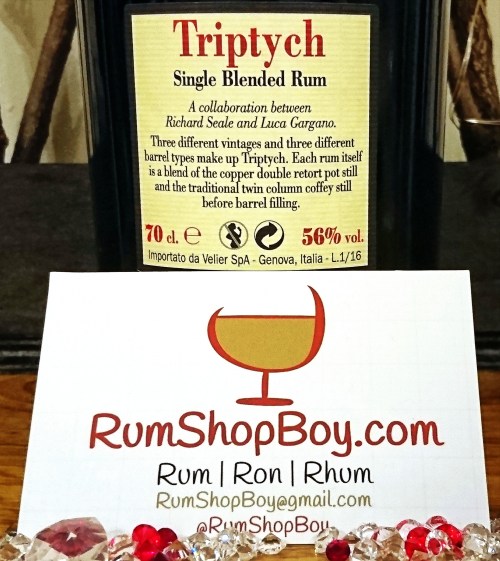 Triptych
Single Blended Rum
A collaboration between
Richard Seale and Luca Gargano.
Three different vintages and three different
barrel types make up Triptych. Each rum itself
is a blend of the copper double retort pot still
and the traditional twin column coffey still
before barrel filling.
70 cl. ℮ 56% vol.
Importato da Velier SpA - Genova, Italia - L.1/16
RumShopBoy.com
Rum | Ron | Rhum
RumShopBoy@gmail.com
@RumShopBoy